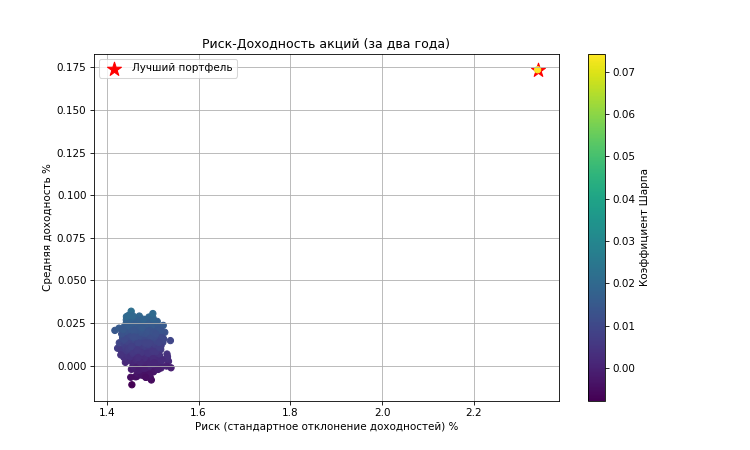 Риск-Доходность акций (за два года)
Лучший портфель
0.175
0.150
0.125
0.100
0.075
0.050
0.025
0.000
Средняя доходность %
1.4 1.6 1.8 2.0 2.2
Риск (стандартное отклонение доходностей) %
0.07
0.06
0.05
0.04
0.03
0.02
0.01
0.00
Коэффициент Шарпа